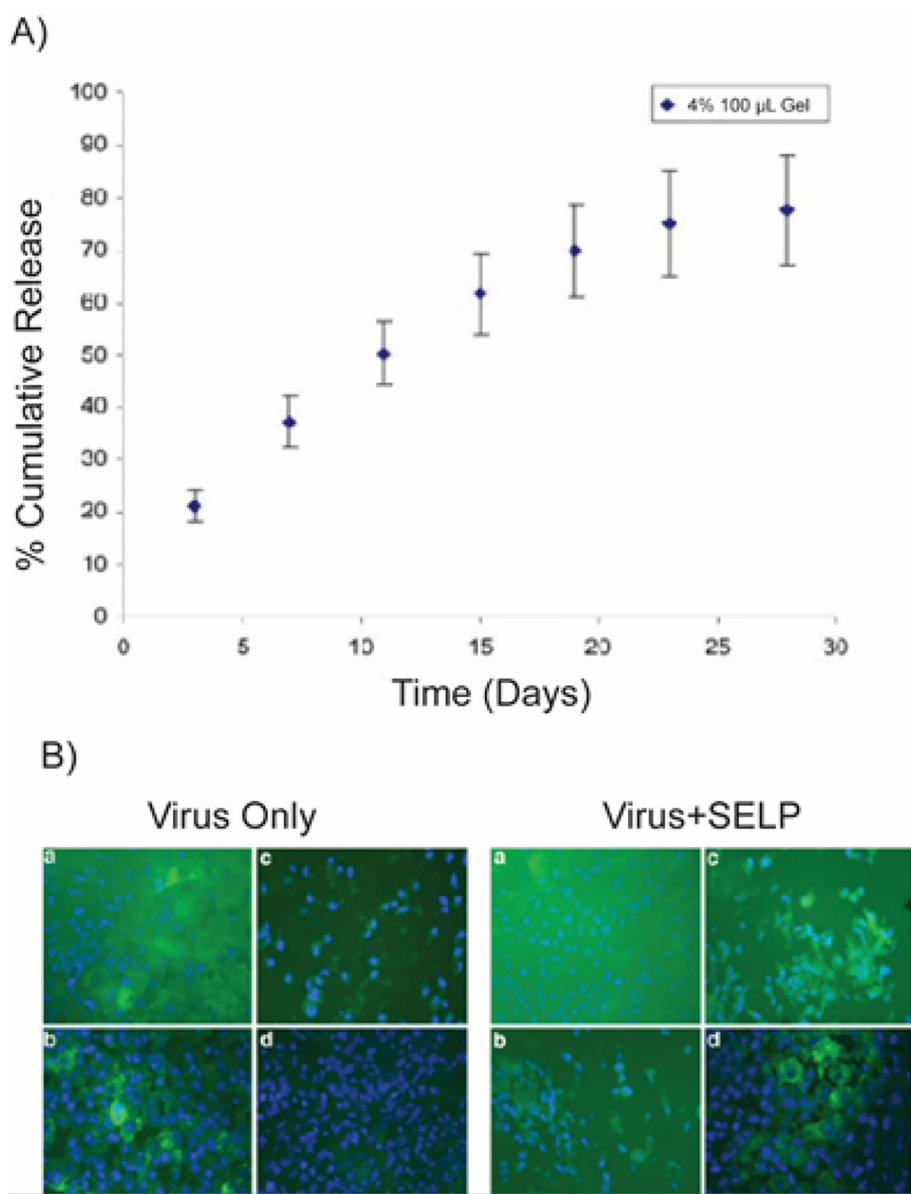 A)
100
90
80
70
60
50
40
30
20
10
0
% Cumulative Release
4% 100 µL Gel
0 5 10 15 20 25 30
Time (Days)
B)
Virus Only Virus+SELP
a c a c
b d b d